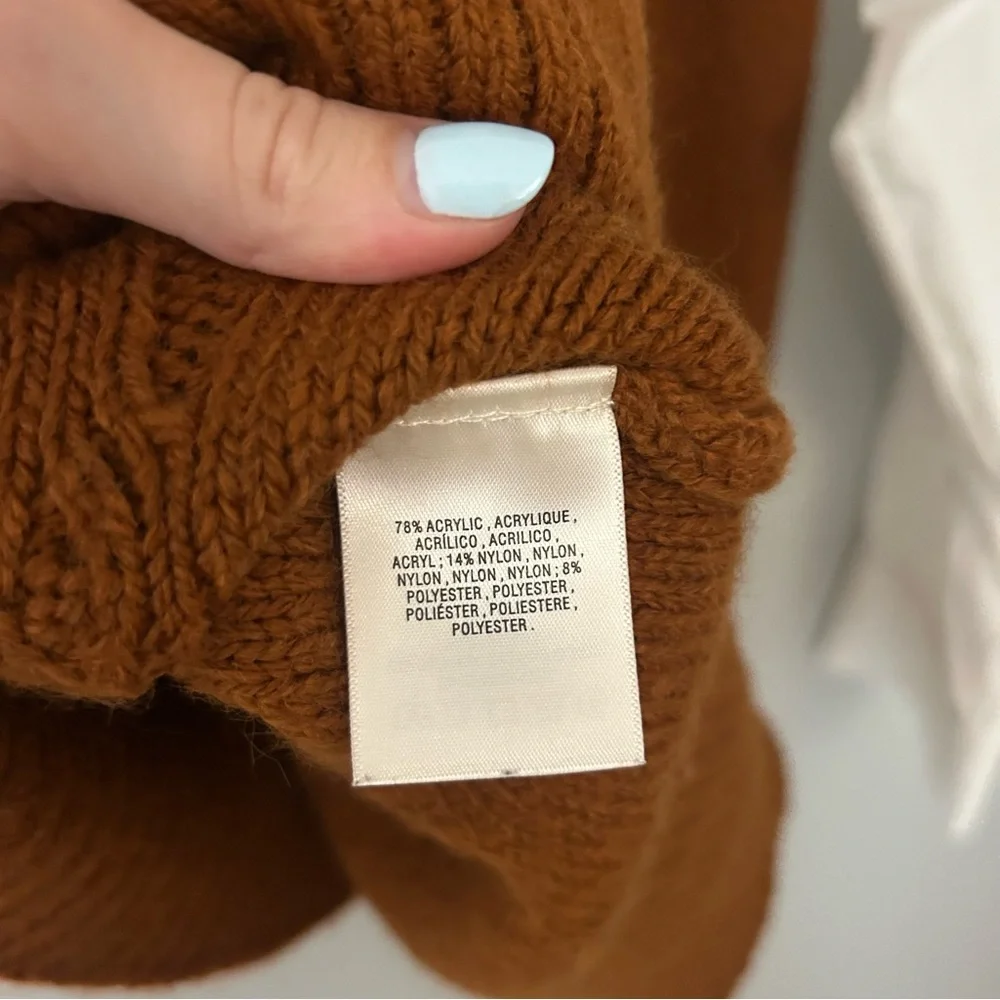 78% ACRYLIC , ACRYLIQUE ,
ACRÍLICO , ACRILICO ,
ACRYL ; 14% NYLON , NYLON ,
NYLON , NYLON , NYLON ; 8%
POLYESTER , POLYESTER ,
POLIÉSTER , POLIESTERE ,
POLYESTER .